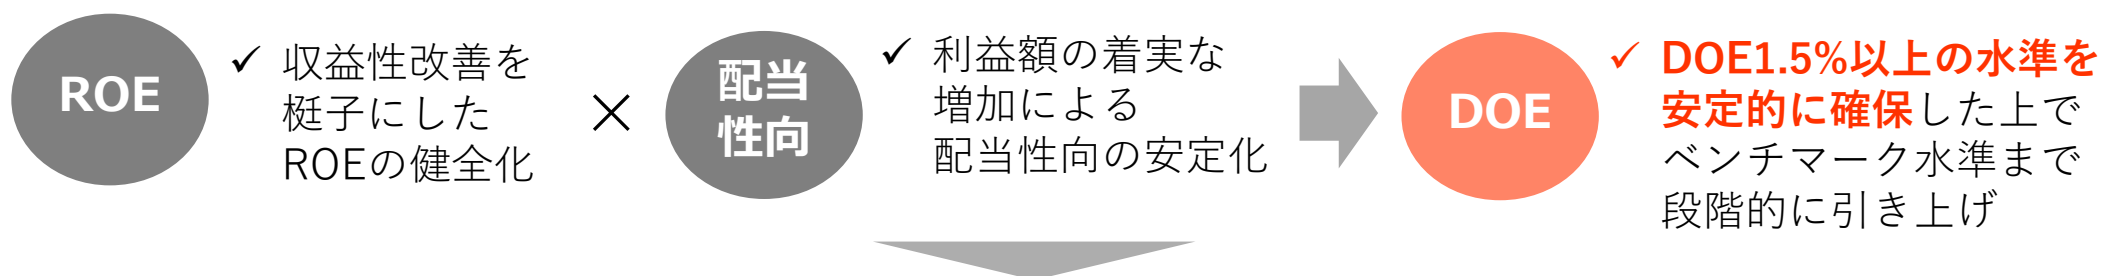 ROE
✓ 収益性改善を
梃子にした
ROEの健全化
×
配当
性向
✓ 利益額の着実な
増加による
配当性向の安定化
DOE
✓ DOE1.5%以上の水準を
安定的に確保した上で
ベンチマーク水準まで
段階的に引き上げ